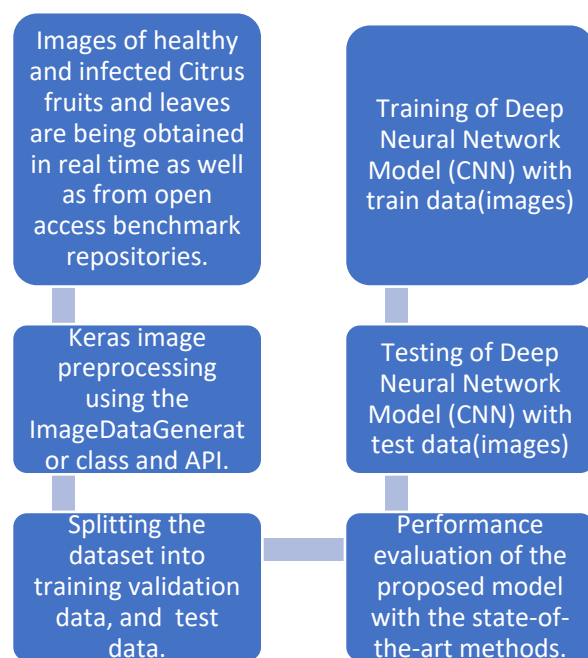 Images of healthy
and infected Citrus
fruits and leaves
are being obtained
in real time as well
as from open
access benchmark
repositories.
Keras image
preprocessing
using the
ImageDataGenerat
or class and API.
Splitting the
dataset into
training validation
data, and  test
data.
Training of Deep
Neural Network
Model (CNN) with
train data(images)
Testing of Deep
Neural Network
Model (CNN) with
test data(images)
Performance
evaluation of the
proposed model
with the state-of-
the-art methods.